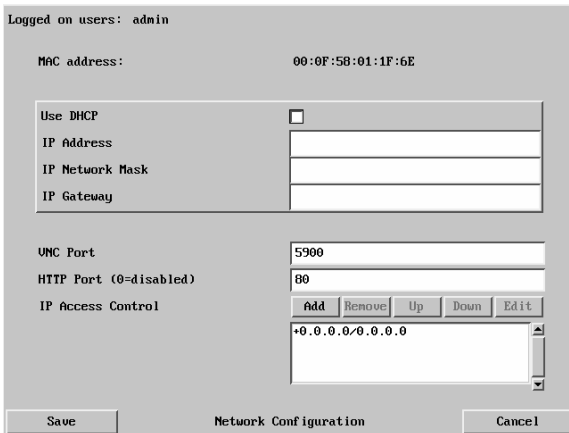 Logged on users: admin
MAC address: 00:0F:58:01:1F:6E
Use DHCP
IP Address
IP Network Mask
IP Gateway
VNC Port 5900
HTTP Port (0=disabled) 80
IP Access Control Add Remove Up Down Edit
+0.0.0.0/0.0.0.0
Save Network Configuration Cancel